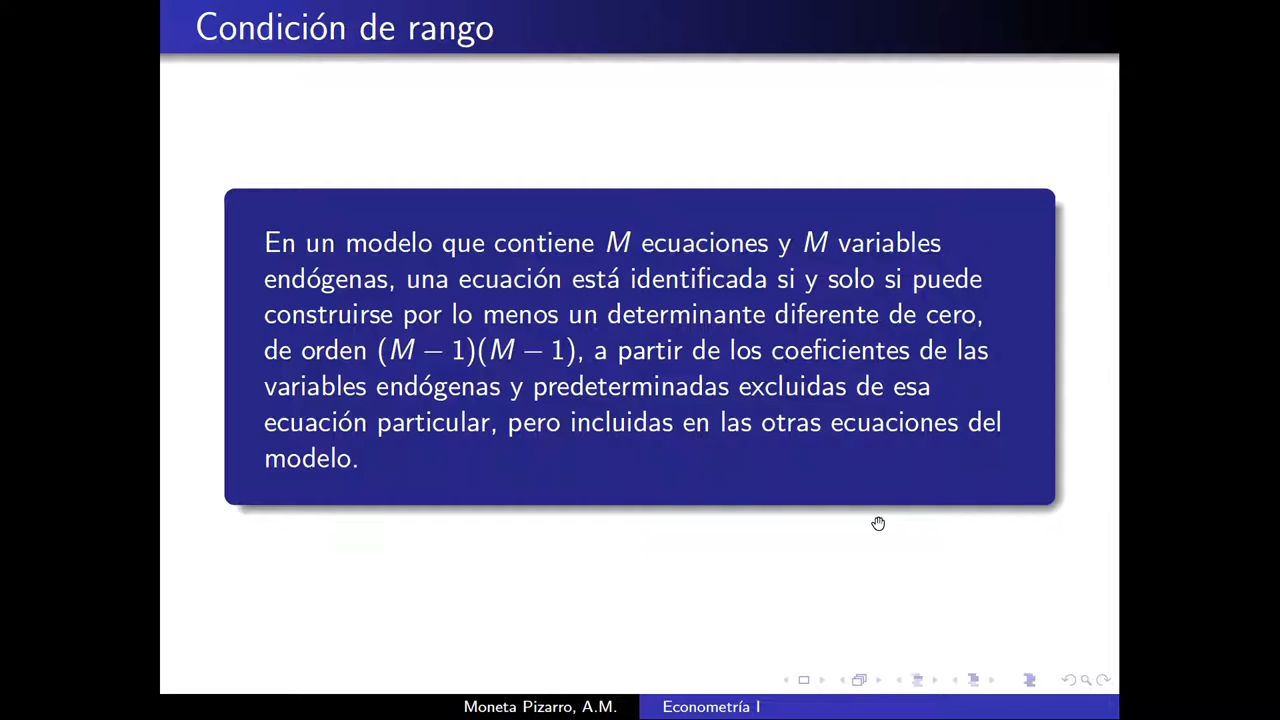 Condición de rango
En un modelo que contiene M ecuaciones y M variables
endógenas, una ecuación está identificada si y solo si puede
construirse por lo menos un determinante diferente de cero,
de orden (M − 1)(M − 1), a partir de los coeficientes de las
variables endógenas y predeterminadas excluidas de esa
ecuación particular, pero incluidas en las otras ecuaciones del
modelo.
Moneta Pizarro, A.M.
Econometría I